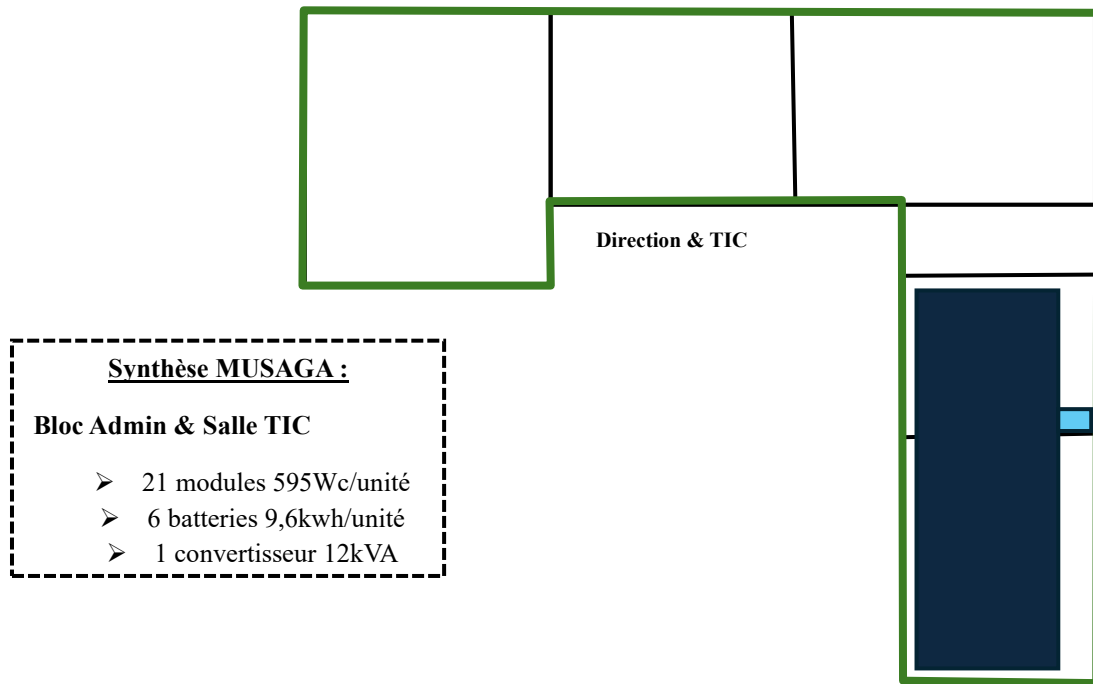 Direction & TIC
Synthèse MUSAGA :
Bloc Admin & Salle TIC
➢ 21 modules 595Wc/unité
➢ 6 batteries 9,6kwh/unité
➢ 1 convertisseur 12kVA